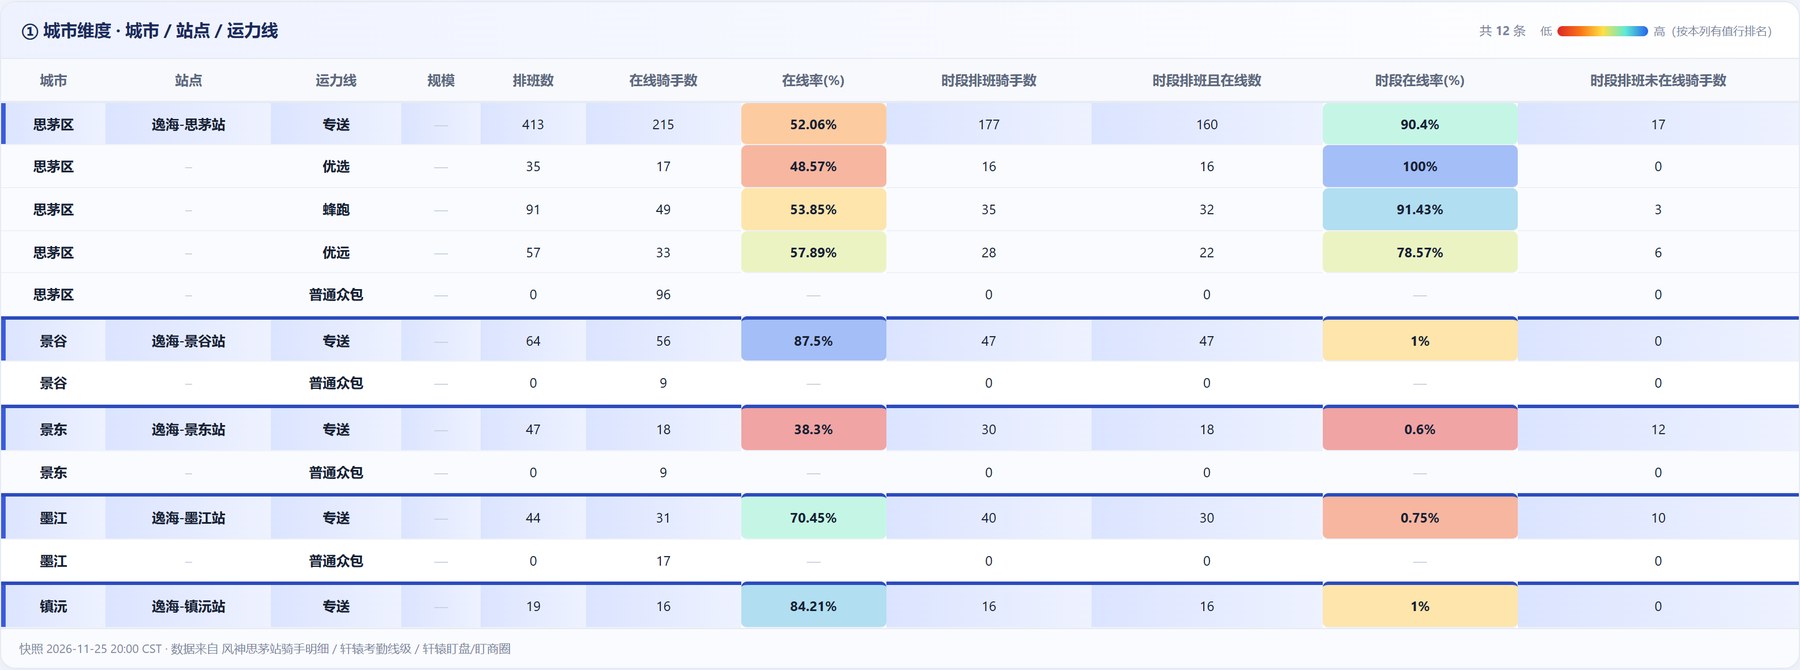 ① 城市维度 · 城市 / 站点 / 运力线 共 12 条 低 高 (按本列有值行排名)
城市 站点 运力线 规模 排班数 在线骑手数 在线率(%) 时段排班骑手数 时段排班且在线数 时段在线率(%) 时段排班未在线骑手数
思茅区 逸海-思茅站 专送 — 413 215 52.06% 177 160 90.4% 17
思茅区 – 优选 — 35 17 48.57% 16 16 100% 0
思茅区 – 蜂跑 — 91 49 53.85% 35 32 91.43% 3
思茅区 – 优远 — 57 33 57.89% 28 22 78.57% 6
思茅区 – 普通众包 — 0 96 — 0 0 — 0
景谷 逸海-景谷站 专送 — 64 56 87.5% 47 47 1% 0
景谷 – 普通众包 — 0 9 — 0 0 — 0
景东 逸海-景东站 专送 — 47 18 38.3% 30 18 0.6% 12
景东 – 普通众包 — 0 9 — 0 0 — 0
墨江 逸海-墨江站 专送 — 44 31 70.45% 40 30 0.75% 10
墨江 – 普通众包 — 0 17 — 0 0 — 0
镇沅 逸海-镇沅站 专送 — 19 16 84.21% 16 16 1% 0
快照 2026-11-25 20:00 CST · 数据来自 风神思茅站骑手明细 / 轩辕考勤线级 / 轩辕盯盘/盯商圈